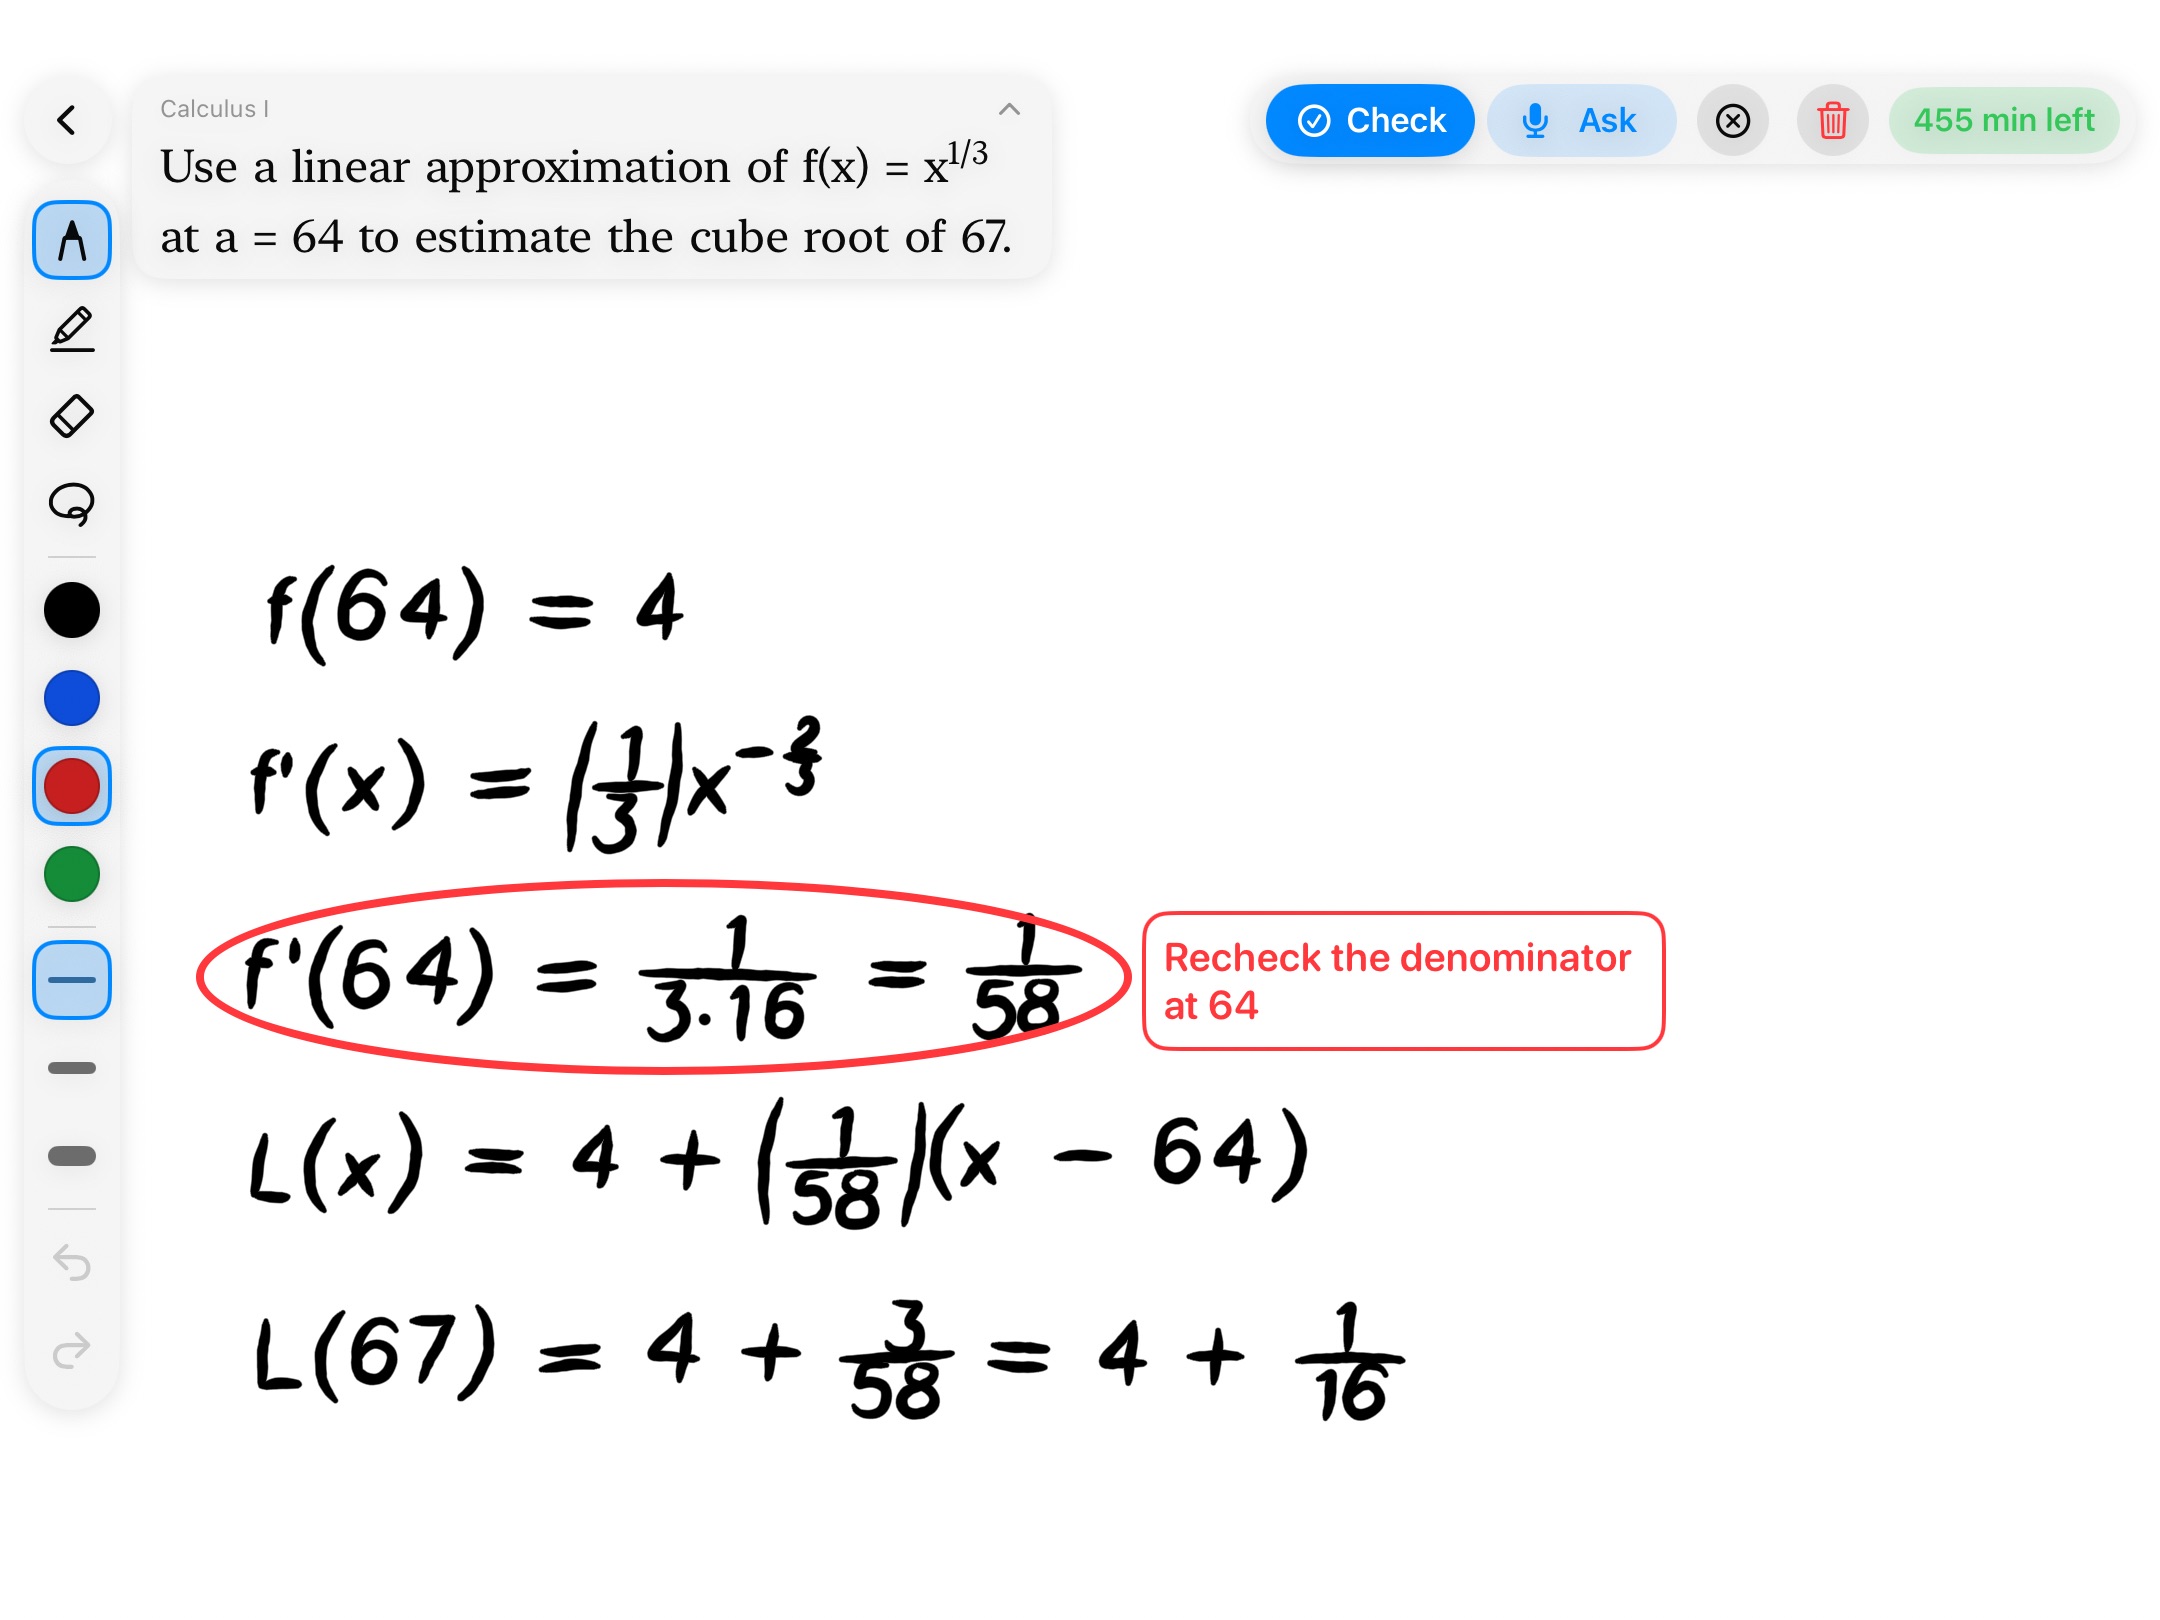 Calculus I
Use a linear approximation of f(x) = x^{1/3}
at a = 64 to estimate the cube root of 67.
Check
Ask
455 min left
f(64) = 4
f'(x) = (1/3)x^{-2/3}
f'(64) = 1/(3·16) = 1/58
Recheck the denominator
at 64
L(x) = 4 + (1/58)(x - 64)
L(67) = 4 + 3/58 = 4 + 1/16